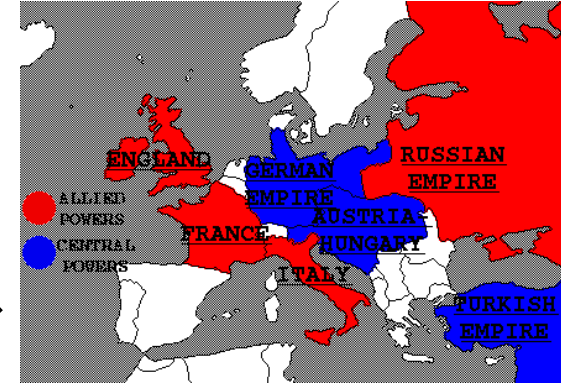 ENGLAND
GERMAN
EMPIRE
RUSSIAN
EMPIRE
ALLIED
POWERS
CENTRAL
POWERS
FRANCE
AUSTRIA-
HUNGARY
ITALY
TURKISH
EMPIRE